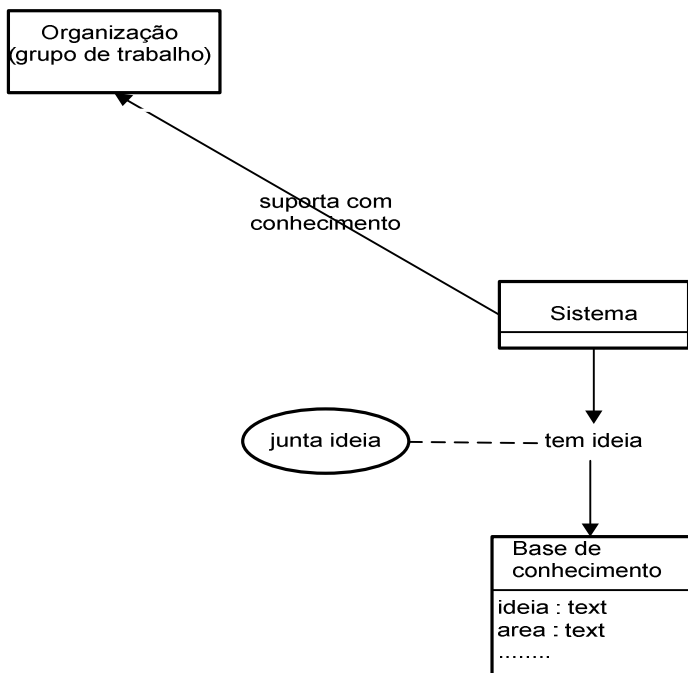 Organização
(grupo de trabalho)
suporta com
conhecimento
Sistema
junta ideia
tem ideia
Base de
conhecimento
ideia : text
area : text
........